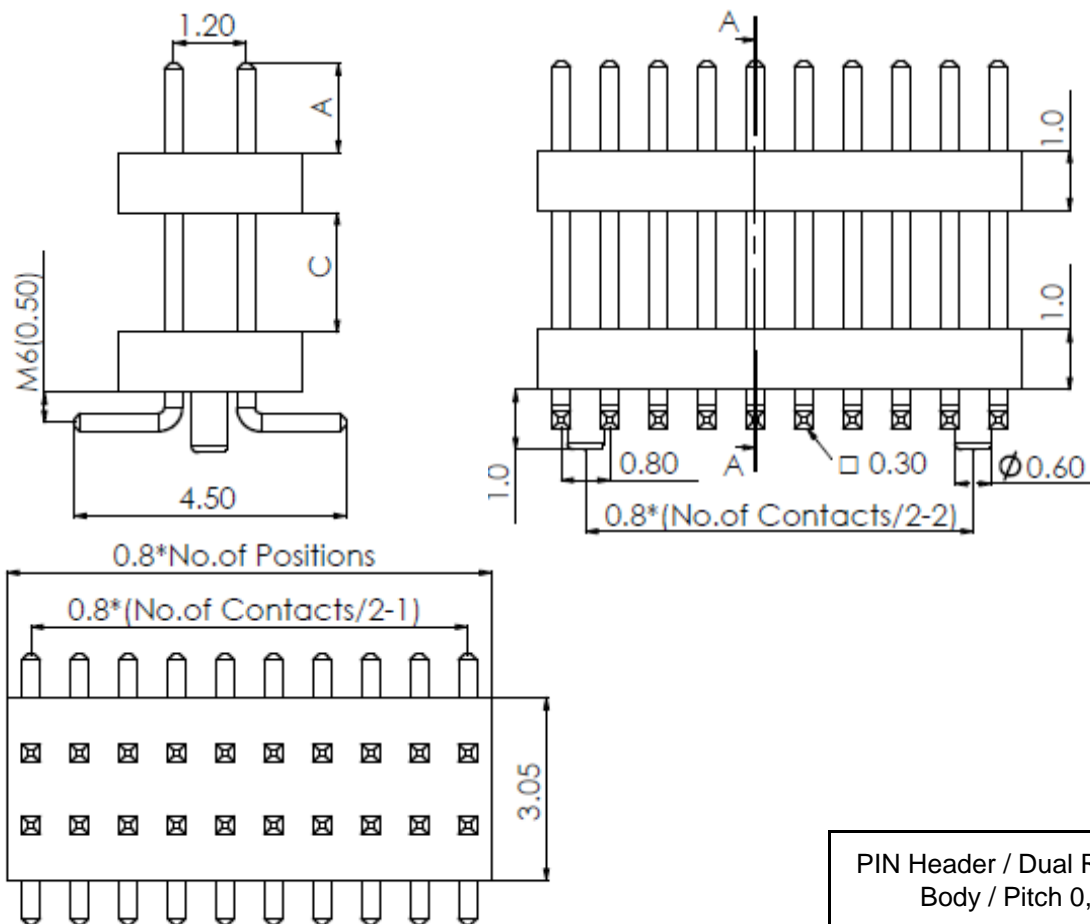 1.20
A
C
M6(0.50)
4.50
A
1.0
1.0
1.0
0.80
A
□ 0.30
Ø0.60
0.8*(No.of Contacts/2-2)
0.8*No.of Positions
0.8*(No.of Contacts/2-1)
3.05
PIN Header / Dual
Body / Pitch 0,